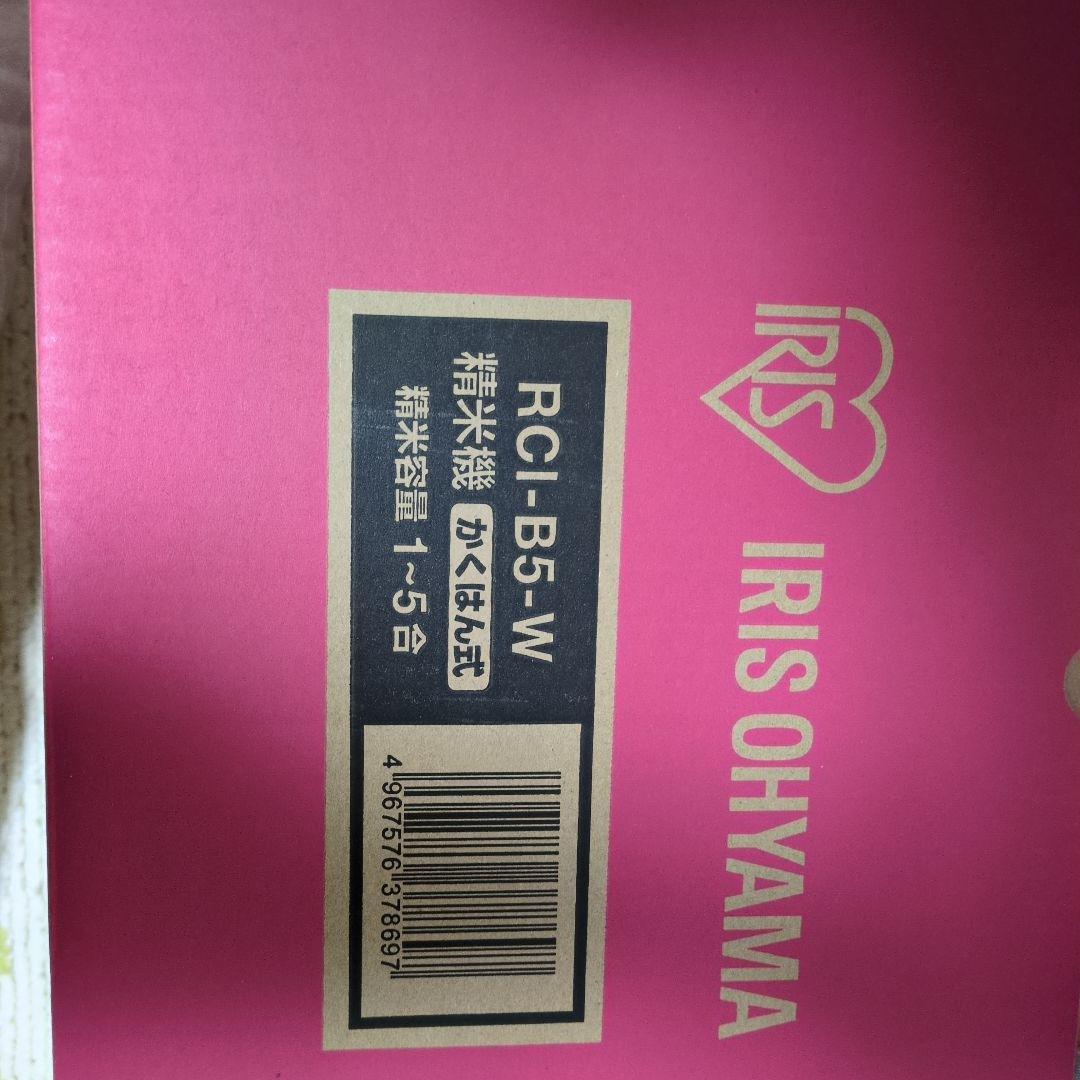 IRIS
IRIS OHYAMA
RCI-B5-W
精米機 かくはん式
精米容量 1~5合
4 967576 378697